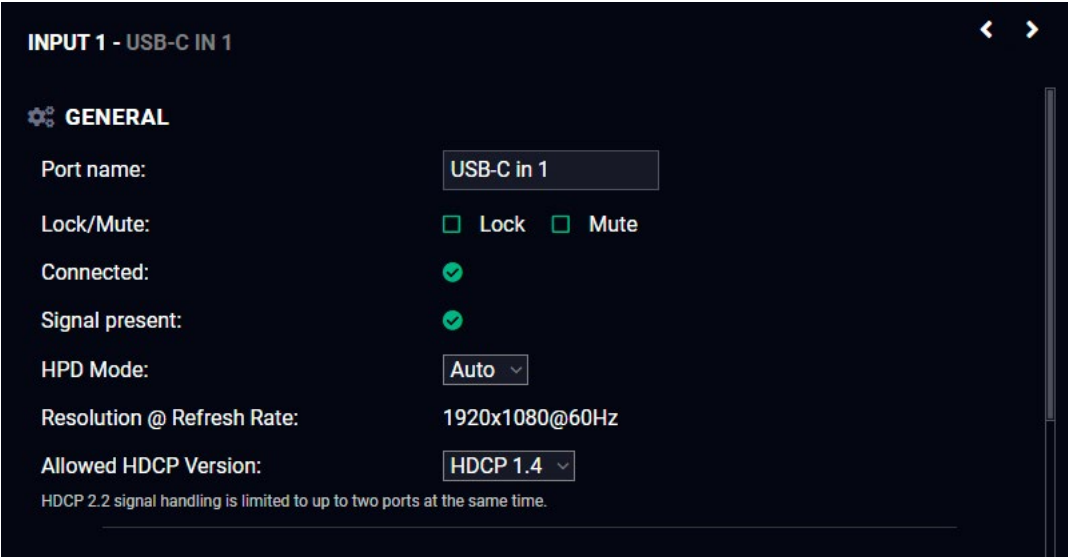 INPUT 1 - USB-C IN 1
GENERAL
Port name: USB-C in 1
Lock/Mute: Lock Mute
Connected:
Signal present:
HPD Mode: Auto
Resolution @ Refresh Rate: 1920x1080@60Hz
Allowed HDCP Version: HDCP 1.4
HDCP 2.2 signal handling is limited to up to two ports at the same time.